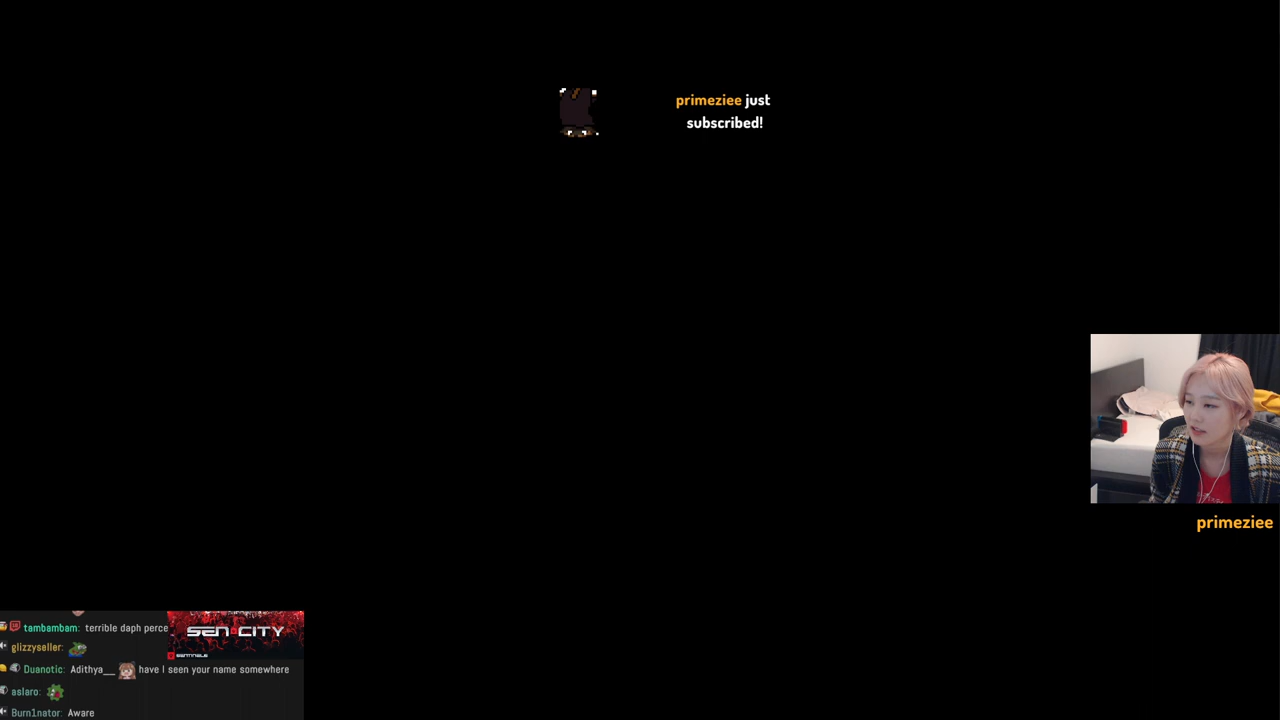 primeziee just
subscribed!
primeziee
tambambam: terrible daph perce
SEN CITY
SENTINELS
glizzyseller:
Duanotic: Adithya__ have I seen your name somewhere
aslaro:
Burn1nator: Aware